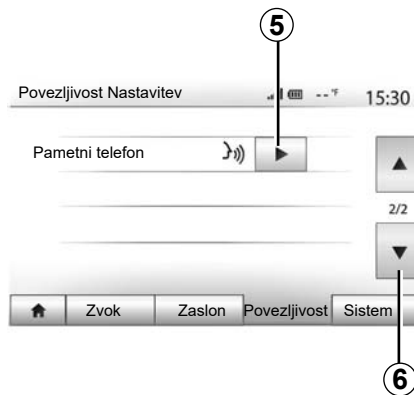 5
Povezljivost Nastavitev --°F 15:30
Pametni telefon
2/2
Zvok Zaslon Povezljivost Sistem
6